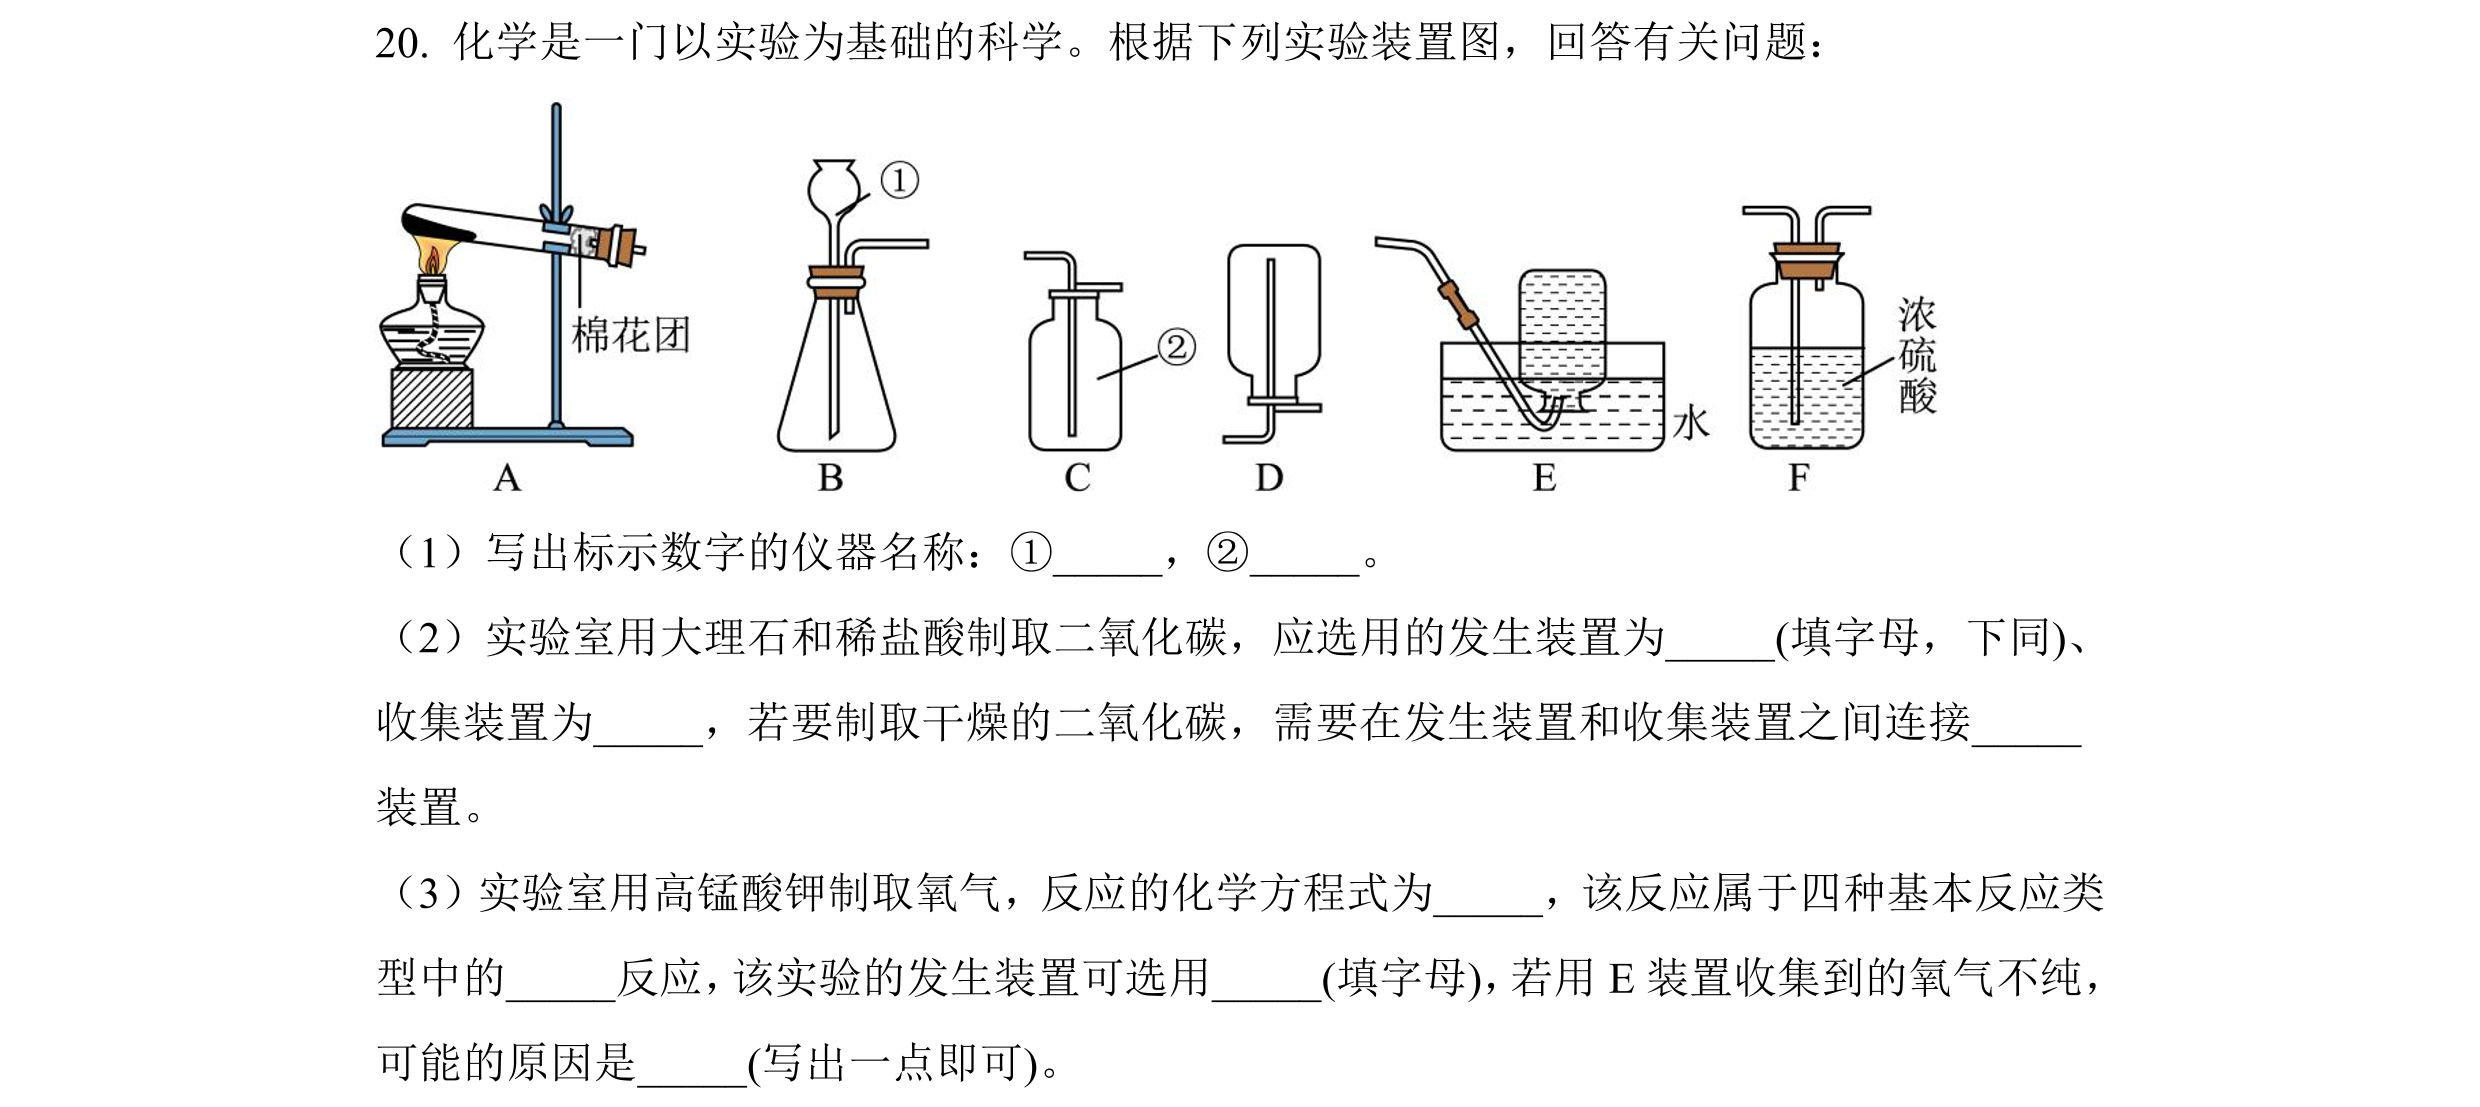 20. 化学是一门以实验为基础的科学。根据下列实验装置图，回答有关问题：
①
②
棉花团
浓硫酸
水
A B C D E F
（1）写出标示数字的仪器名称：①_____，②_____。
（2）实验室用大理石和稀盐酸制取二氧化碳，应选用的发生装置为_____(填字母，下同)、
收集装置为_____，若要制取干燥的二氧化碳，需要在发生装置和收集装置之间连接_____
装置。
（3）实验室用高锰酸钾制取氧气，反应的化学方程式为_____，该反应属于四种基本反应类
型中的_____反应，该实验的发生装置可选用_____(填字母)，若用 E 装置收集到的氧气不纯，
可能的原因是_____(写出一点即可)。